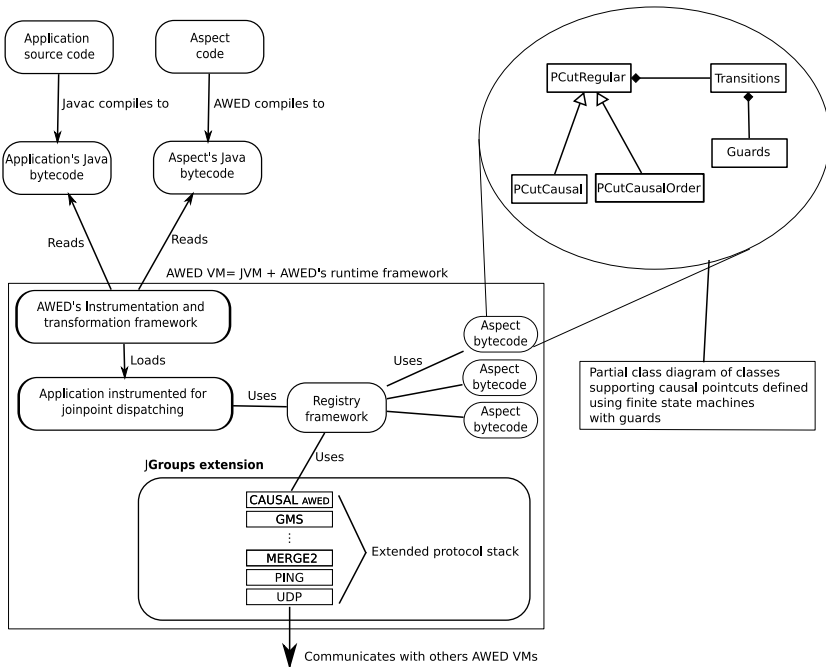 Application
source code
Aspect
code
Javac compiles to
AWED compiles to
Application's Java
bytecode
Aspect's Java
bytecode
Reads
Reads
AWED VM= JVM + AWED's runtime framework
AWED's Instrumentation and
transformation framework
Loads
Application instrumented for
joinpoint dispatching
Uses
Registry
framework
Uses
Aspect
bytecode
Aspect
bytecode
Aspect
bytecode
Uses
JGroups extension
CAUSAL AWED
GMS
⋮
MERGE2
PING
UDP
Extended protocol stack
Communicates with others AWED VMs
PCutRegular
Transitions
Guards
PCutCausal
PCutCausalOrder
Partial class diagram of classes
supporting causal pointcuts defined
using finite state machines
with guards